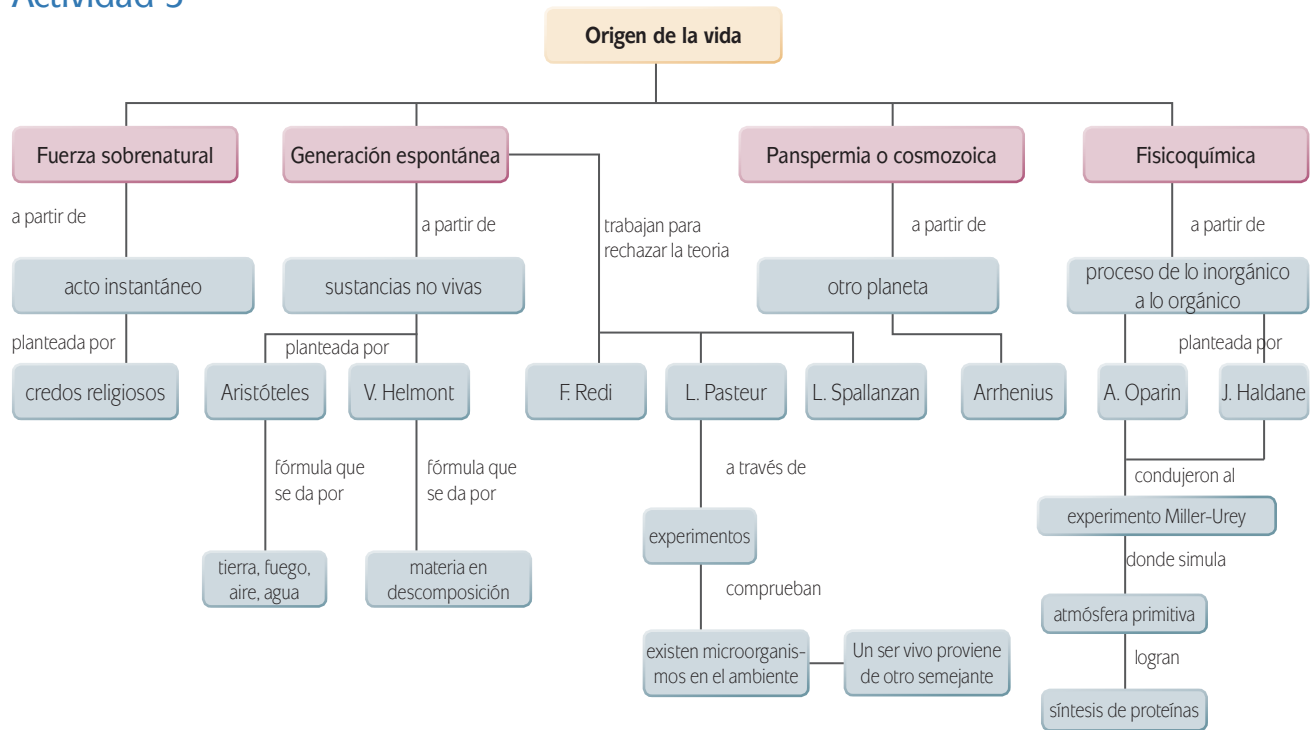 Origen de la vida
Fuerza sobrenatural
Generación espontánea
Panspermia o cosmozoica
Fisicoquímica
a partir de
a partir de
trabajan para
rechazar la teoria
a partir de
a partir de
acto instantáneo
sustancias no vivas
otro planeta
proceso de lo inorgánico
a lo orgánico
planteada por
planteada por
planteada por
credos religiosos
Aristóteles
V. Helmont
F. Redi
L. Pasteur
L. Spallanzan
Arrhenius
A. Oparin
J. Haldane
fórmula que
se da por
fórmula que
se da por
a través de
condujeron al
experimentos
experimento Miller-Urey
tierra, fuego,
aire, agua
materia en
descomposición
comprueban
donde simula
existen microorganis-
mos en el ambiente
Un ser vivo proviene
de otro semejante
atmósfera primitiva
logran
síntesis de proteínas